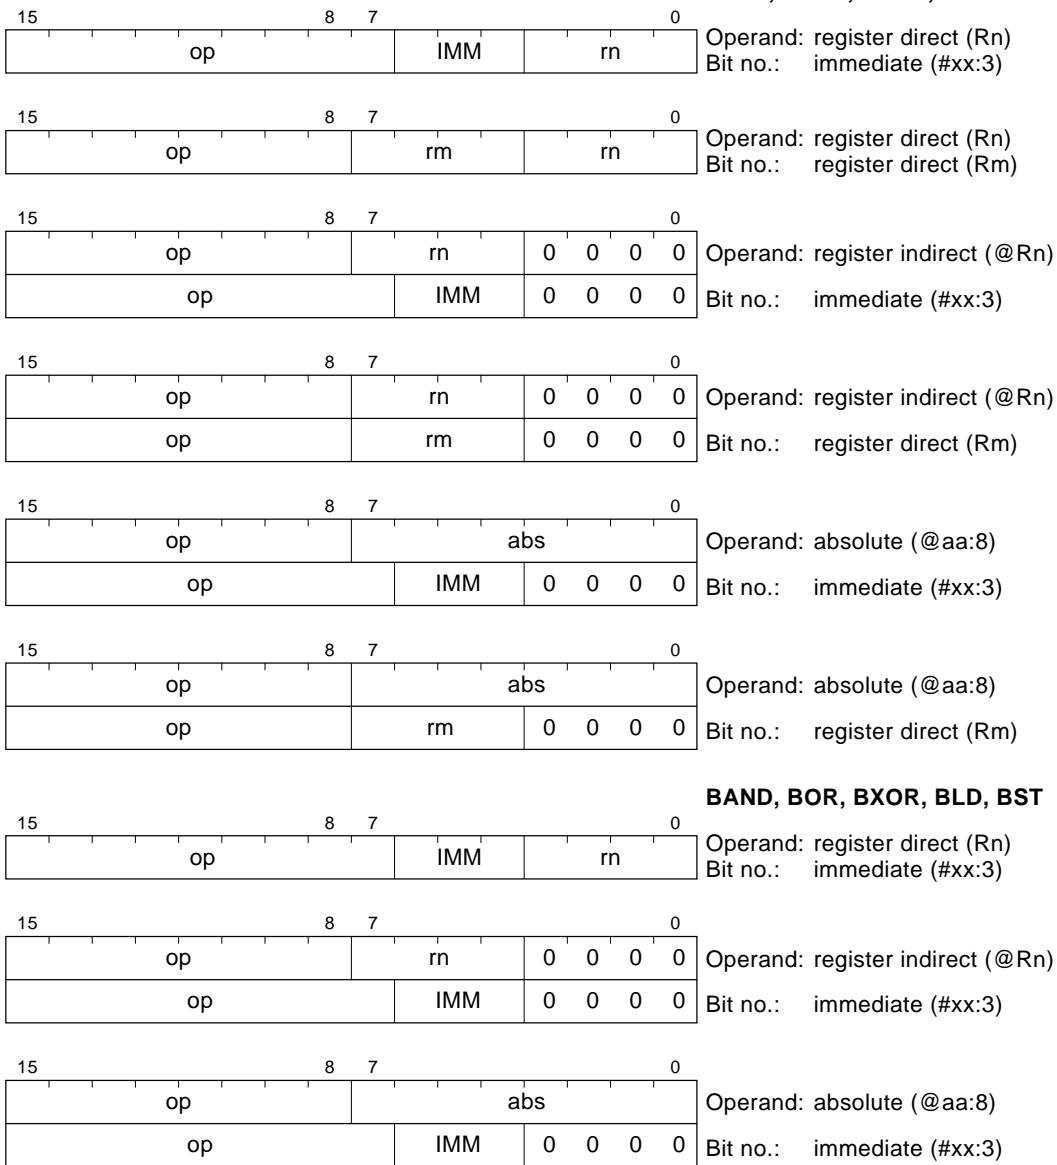 15 8 7 0
op IMM rn Operand: register direct (Rn)
Bit no.: immediate (#xx:3)
15 8 7 0
op rm rn Operand: register direct (Rn)
Bit no.: register direct (Rm)
15 8 7 0
op rn 0 0 0 0 Operand: register indirect (@Rn)
op IMM 0 0 0 0 Bit no.: immediate (#xx:3)
15 8 7 0
op rn 0 0 0 0 Operand: register indirect (@Rn)
op rm 0 0 0 0 Bit no.: register direct (Rm)
15 8 7 0
op abs Operand: absolute (@aa:8)
op IMM 0 0 0 0 Bit no.: immediate (#xx:3)
15 8 7 0
op abs Operand: absolute (@aa:8)
op rm 0 0 0 0 Bit no.: register direct (Rm)
BAND, BOR, BXOR, BLD, BST
15 8 7 0
op IMM rn Operand: register direct (Rn)
Bit no.: immediate (#xx:3)
15 8 7 0
op rn 0 0 0 0 Operand: register indirect (@Rn)
op IMM 0 0 0 0 Bit no.: immediate (#xx:3)
15 8 7 0
op abs Operand: absolute (@aa:8)
op IMM 0 0 0 0 Bit no.: immediate (#xx:3)